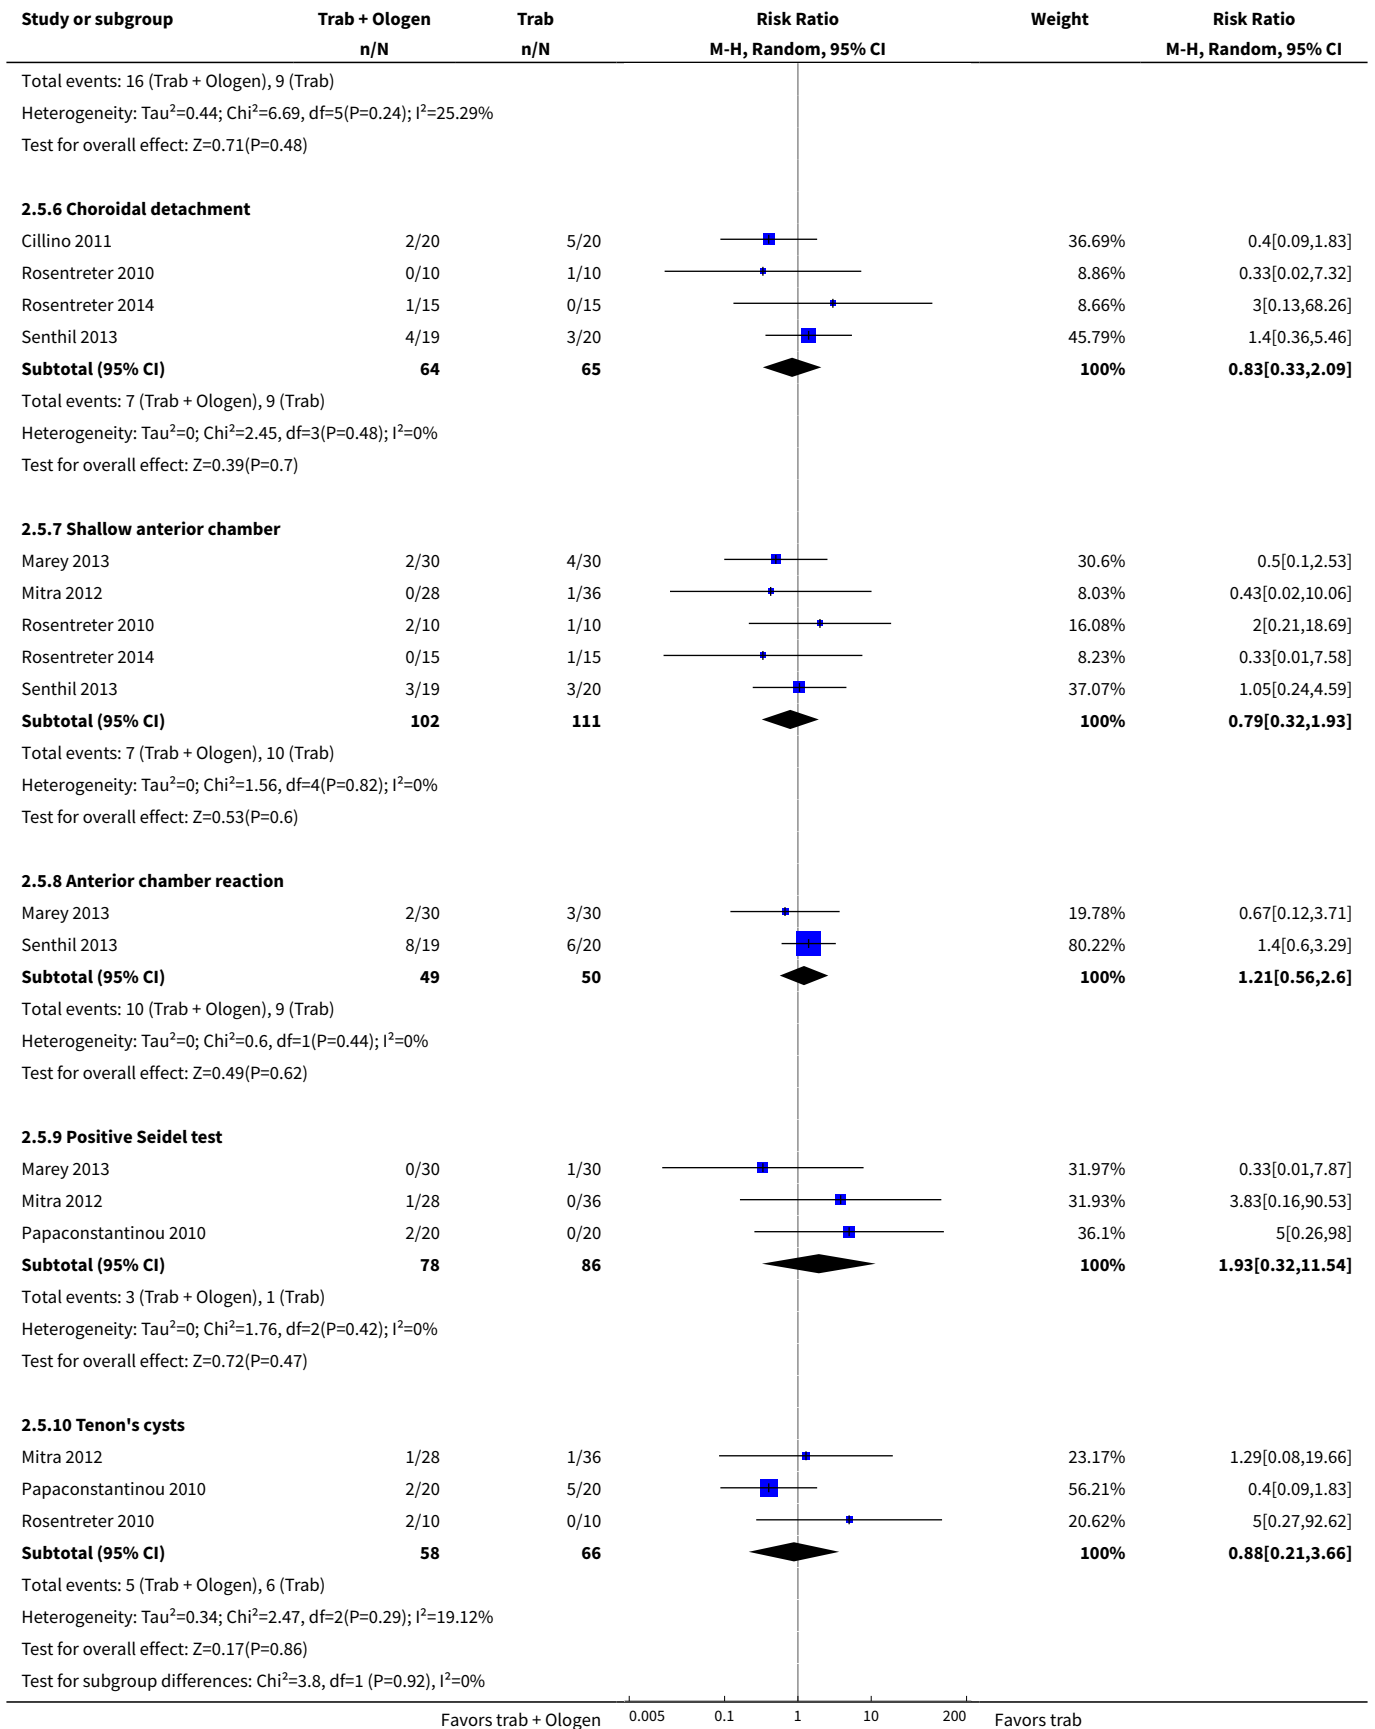 Study or subgroup Trab + Ologen Trab Risk Ratio Weight Risk Ratio
n/N n/N M-H, Random, 95% CI M-H, Random, 95% CI
Total events: 16 (Trab + Ologen), 9 (Trab)
Heterogeneity: Tau²=0.44; Chi²=6.69, df=5(P=0.24); I²=25.29%
Test for overall effect: Z=0.71(P=0.48)
2.5.6 Choroidal detachment
Cillino 2011 2/20 5/20 36.69% 0.4[0.09,1.83]
Rosentreter 2010 0/10 1/10 8.86% 0.33[0.02,7.32]
Rosentreter 2014 1/15 0/15 8.66% 3[0.13,68.26]
Senthil 2013 4/19 3/20 45.79% 1.4[0.36,5.46]
Subtotal (95% CI) 64 65 100% 0.83[0.33,2.09]
Total events: 7 (Trab + Ologen), 9 (Trab)
Heterogeneity: Tau²=0; Chi²=2.45, df=3(P=0.48); I²=0%
Test for overall effect: Z=0.39(P=0.7)
2.5.7 Shallow anterior chamber
Marey 2013 2/30 4/30 30.6% 0.5[0.1,2.53]
Mitra 2012 0/28 1/36 8.03% 0.43[0.02,10.06]
Rosentreter 2010 2/10 1/10 16.08% 2[0.21,18.69]
Rosentreter 2014 0/15 1/15 8.23% 0.33[0.01,7.58]
Senthil 2013 3/19 3/20 37.07% 1.05[0.24,4.59]
Subtotal (95% CI) 102 111 100% 0.79[0.32,1.93]
Total events: 7 (Trab + Ologen), 10 (Trab)
Heterogeneity: Tau²=0; Chi²=1.56, df=4(P=0.82); I²=0%
Test for overall effect: Z=0.53(P=0.6)
2.5.8 Anterior chamber reaction
Marey 2013 2/30 3/30 19.78% 0.67[0.12,3.71]
Senthil 2013 8/19 6/20 80.22% 1.4[0.6,3.29]
Subtotal (95% CI) 49 50 100% 1.21[0.56,2.6]
Total events: 10 (Trab + Ologen), 9 (Trab)
Heterogeneity: Tau²=0; Chi²=0.6, df=1(P=0.44); I²=0%
Test for overall effect: Z=0.49(P=0.62)
2.5.9 Positive Seidel test
Marey 2013 0/30 1/30 31.97% 0.33[0.01,7.87]
Mitra 2012 1/28 0/36 31.93% 3.83[0.16,90.53]
Papaconstantinou 2010 2/20 0/20 36.1% 5[0.26,98]
Subtotal (95% CI) 78 86 100% 1.93[0.32,11.54]
Total events: 3 (Trab + Ologen), 1 (Trab)
Heterogeneity: Tau²=0; Chi²=1.76, df=2(P=0.42); I²=0%
Test for overall effect: Z=0.72(P=0.47)
2.5.10 Tenon's cysts
Mitra 2012 1/28 1/36 23.17% 1.29[0.08,19.66]
Papaconstantinou 2010 2/20 5/20 56.21% 0.4[0.09,1.83]
Rosentreter 2010 2/10 0/10 20.62% 5[0.27,92.62]
Subtotal (95% CI) 58 66 100% 0.88[0.21,3.66]
Total events: 5 (Trab + Ologen), 6 (Trab)
Heterogeneity: Tau²=0.34; Chi²=2.47, df=2(P=0.29); I²=19.12%
Test for overall effect: Z=0.17(P=0.86)
Test for subgroup differences: Chi²=3.8, df=1 (P=0.92), I²=0%
Favors trab + Ologen 0.005 0.1 1 10 200 Favors trab